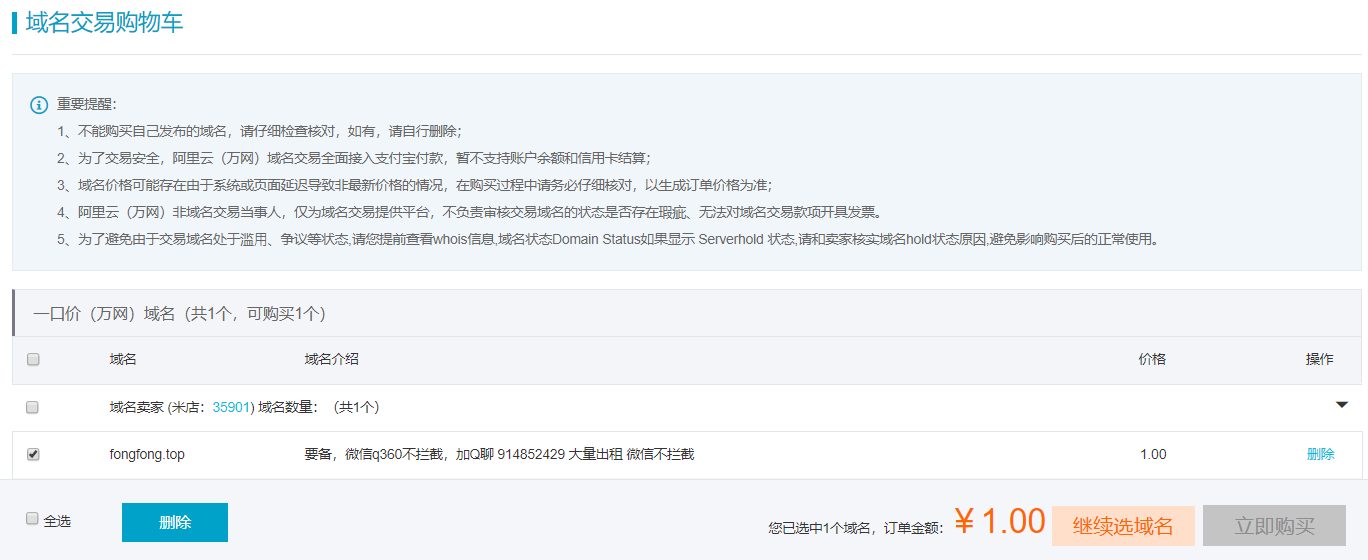 域名交易购物车
重要提醒：
1、不能购买自己发布的域名，请仔细检查核对，如有，请自行删除；
2、为了交易安全，阿里云（万网）域名交易全面接入支付宝付款，暂不支持账户余额和信用卡结算；
3、域名价格可能存在由于系统或页面延迟导致非最新价格的情况，在购买过程中请务必仔细核对，以生成订单价格为准；
4、阿里云（万网）非域名交易当事人，仅为域名交易提供平台，不负责审核交易域名的状态是否存在瑕疵、无法对域名交易款项开具发票。
5、为了避免由于交易域名处于滥用、争议等状态,请您提前查看whois信息,域名状态Domain Status如果显示 Serverhold 状态,请和卖家核实域名hold状态原因,避免影响购买后的正常使用。
一口价（万网）域名（共1个，可购买1个）
域名 域名介绍 价格 操作
域名卖家 (米店：35901) 域名数量：（共1个）
fongfong.top 要备，微信q360不拦截，加Q聊 914852429 大量出租 微信不拦截 1.00 删除
全选 删除 您已选中1个域名，订单金额：￥1.00 继续选域名 立即购买